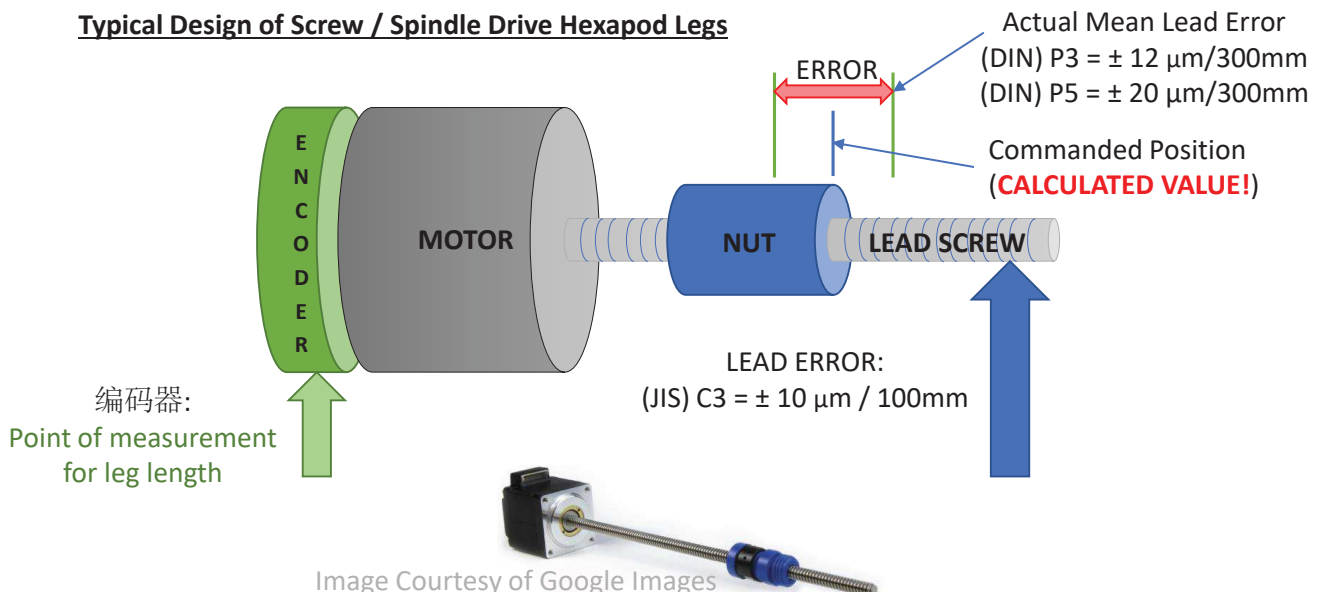 Typical Design of Screw / Spindle Drive Hexapod Legs
Actual Mean Lead Error
(DIN) P3 = ± 12 µm/300mm
(DIN) P5 = ± 20 µm/300mm
ERROR
Commanded Position
(CALCULATED VALUE!)
ENCODER
MOTOR
NUT
LEAD SCREW
LEAD ERROR:
(JIS) C3 = ± 10 µm / 100mm
编码器:
Point of measurement
for leg length
Image Courtesy of Google Images